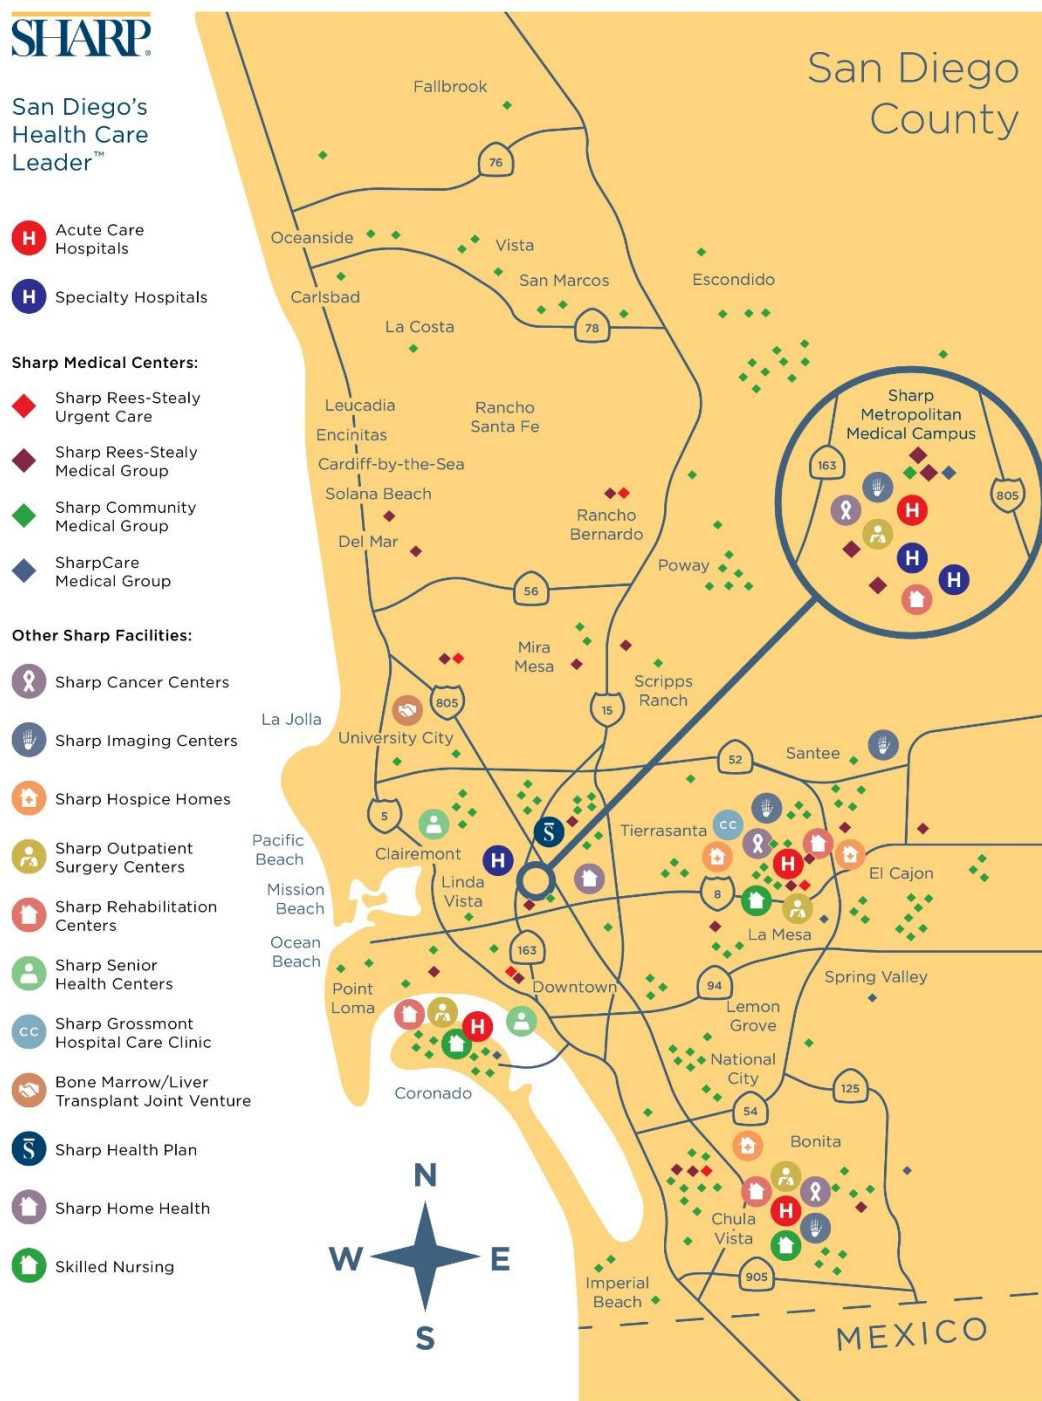 SHARP®
San Diego's
Health Care
Leader™
H
Acute Care
Hospitals
H
Specialty Hospitals
Sharp Medical Centers:
Sharp Rees-Stealy
Urgent Care
Sharp Rees-Stealy
Medical Group
Sharp Community
Medical Group
SharpCare
Medical Group
Other Sharp Facilities:
Sharp Cancer Centers
Sharp Imaging Centers
Sharp Hospice Homes
Sharp Outpatient
Surgery Centers
Sharp Rehabilitation
Centers
Sharp Senior
Health Centers
CC
Sharp Grossmont
Hospital Care Clinic
Bone Marrow/Liver
Transplant Joint Venture
S̄
Sharp Health Plan
Sharp Home Health
Skilled Nursing
San Diego
County
Fallbrook
76
Oceanside
Vista
San Marcos
Escondido
Carlsbad
La Costa
78
Leucadia
Encinitas
Cardiff-by-the-Sea
Solana Beach
Del Mar
Rancho
Santa Fe
Rancho
Bernardo
Poway
56
Mira
Mesa
Scripps
Ranch
Sharp
Metropolitan
Medical Campus
163
805
H
H
H
805
15
La Jolla
University City
52
Santee
5
Pacific
Beach
Clairemont
S̄
H
Tierrasanta
CC
H
El Cajon
Mission
Beach
Linda
Vista
8
La Mesa
Ocean
Beach
163
Point
Loma
Downtown
94
Spring Valley
Lemon
Grove
H
Coronado
National
City
125
54
Bonita
H
Chula
Vista
905
Imperial
Beach
N
W
E
S
MEXICO